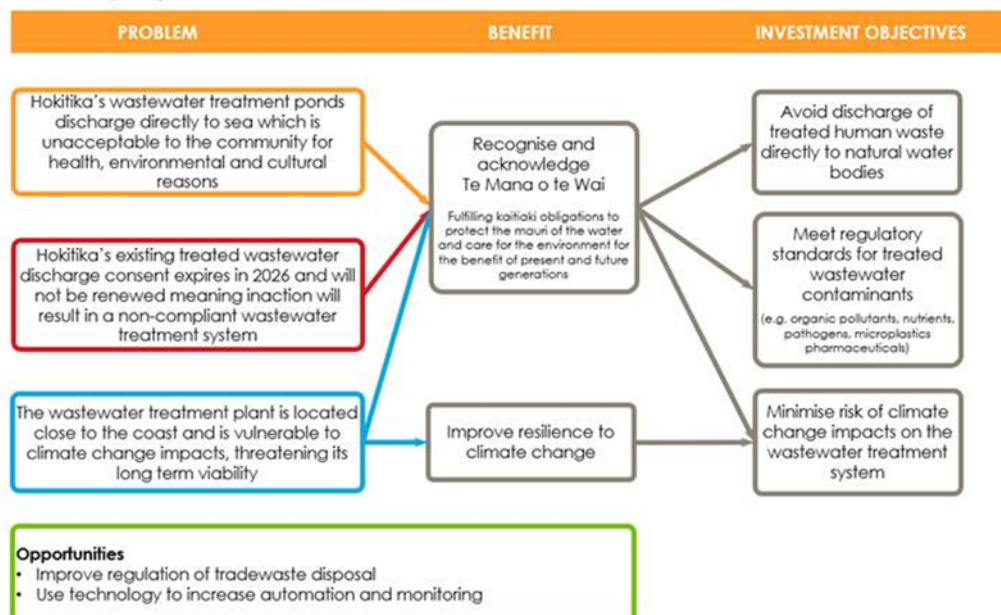 PROBLEM
BENEFIT
INVESTMENT OBJECTIVES
Hokitika's wastewater treatment ponds
discharge directly to sea which is
unacceptable to the community for
health, environmental and cultural
reasons
Hokitika's existing treated wastewater
discharge consent expires in 2026 and will
not be renewed meaning inaction will
result in a non-compliant wastewater
treatment system
The wastewater treatment plant is located
close to the coast and is vulnerable to
climate change impacts, threatening its
long term viability
Recognise and
acknowledge
Te Mana o te Wai
Fulfilling kaitiaki obligations to
protect the mauri of the water
and care for the environment for
the benefit of present and future
generations
Improve resilience to
climate change
Avoid discharge of
treated human waste
directly to natural water
bodies
Meet regulatory
standards for treated
wastewater
contaminants
(e.g. organic pollutants, nutrients,
pathogens, microplastics
pharmaceuticals)
Minimise risk of climate
change impacts on the
wastewater treatment
system
Opportunities
• Improve regulation of tradewaste disposal
• Use technology to increase automation and monitoring